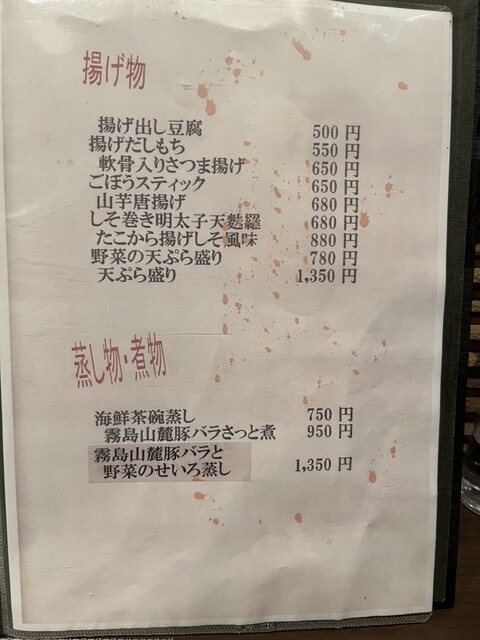 揚げ物
揚げ出し豆腐 500 円
揚げだしもち 550 円
軟骨入りさつま揚げ 650 円
ごぼうスティック 650 円
山芋唐揚げ 680 円
しそ巻き明太子天麩羅 680 円
たこから揚げしそ風味 880 円
野菜の天ぷら盛り 780 円
天ぷら盛り 1,350 円
蒸し物・煮物
海鮮茶碗蒸し 750 円
霧島山麓豚バラさっと煮 950 円
霧島山麓豚バラと
野菜のせいろ蒸し 1,350 円